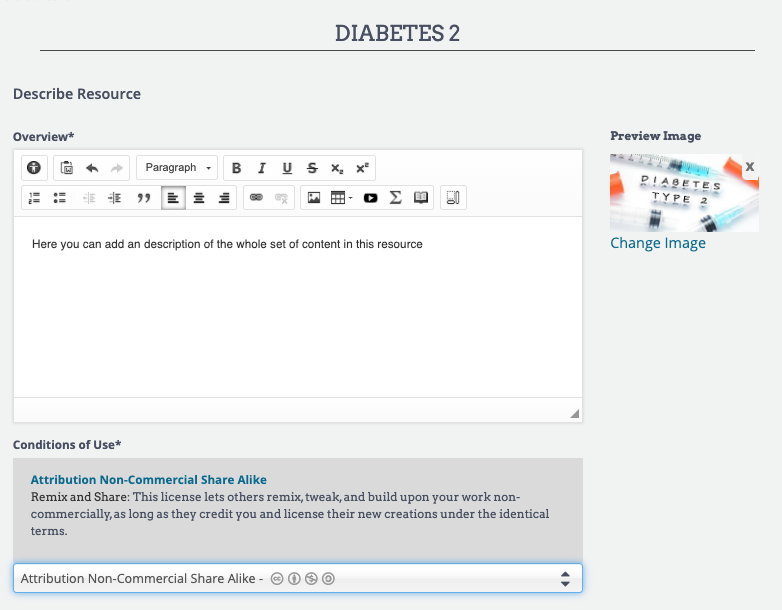 DIABETES 2
Describe Resource
Overview*
Preview Image
Paragraph
B I U S x₂ x²
x
DIABETES
TYPE 2
Change Image
Here you can add an description of the whole set of content in this resource
Conditions of Use*
Attribution Non-Commercial Share Alike
Remix and Share: This license lets others remix, tweak, and build upon your work non-
commercially, as long as they credit you and license their new creations under the identical
terms.
Attribution Non-Commercial Share Alike -